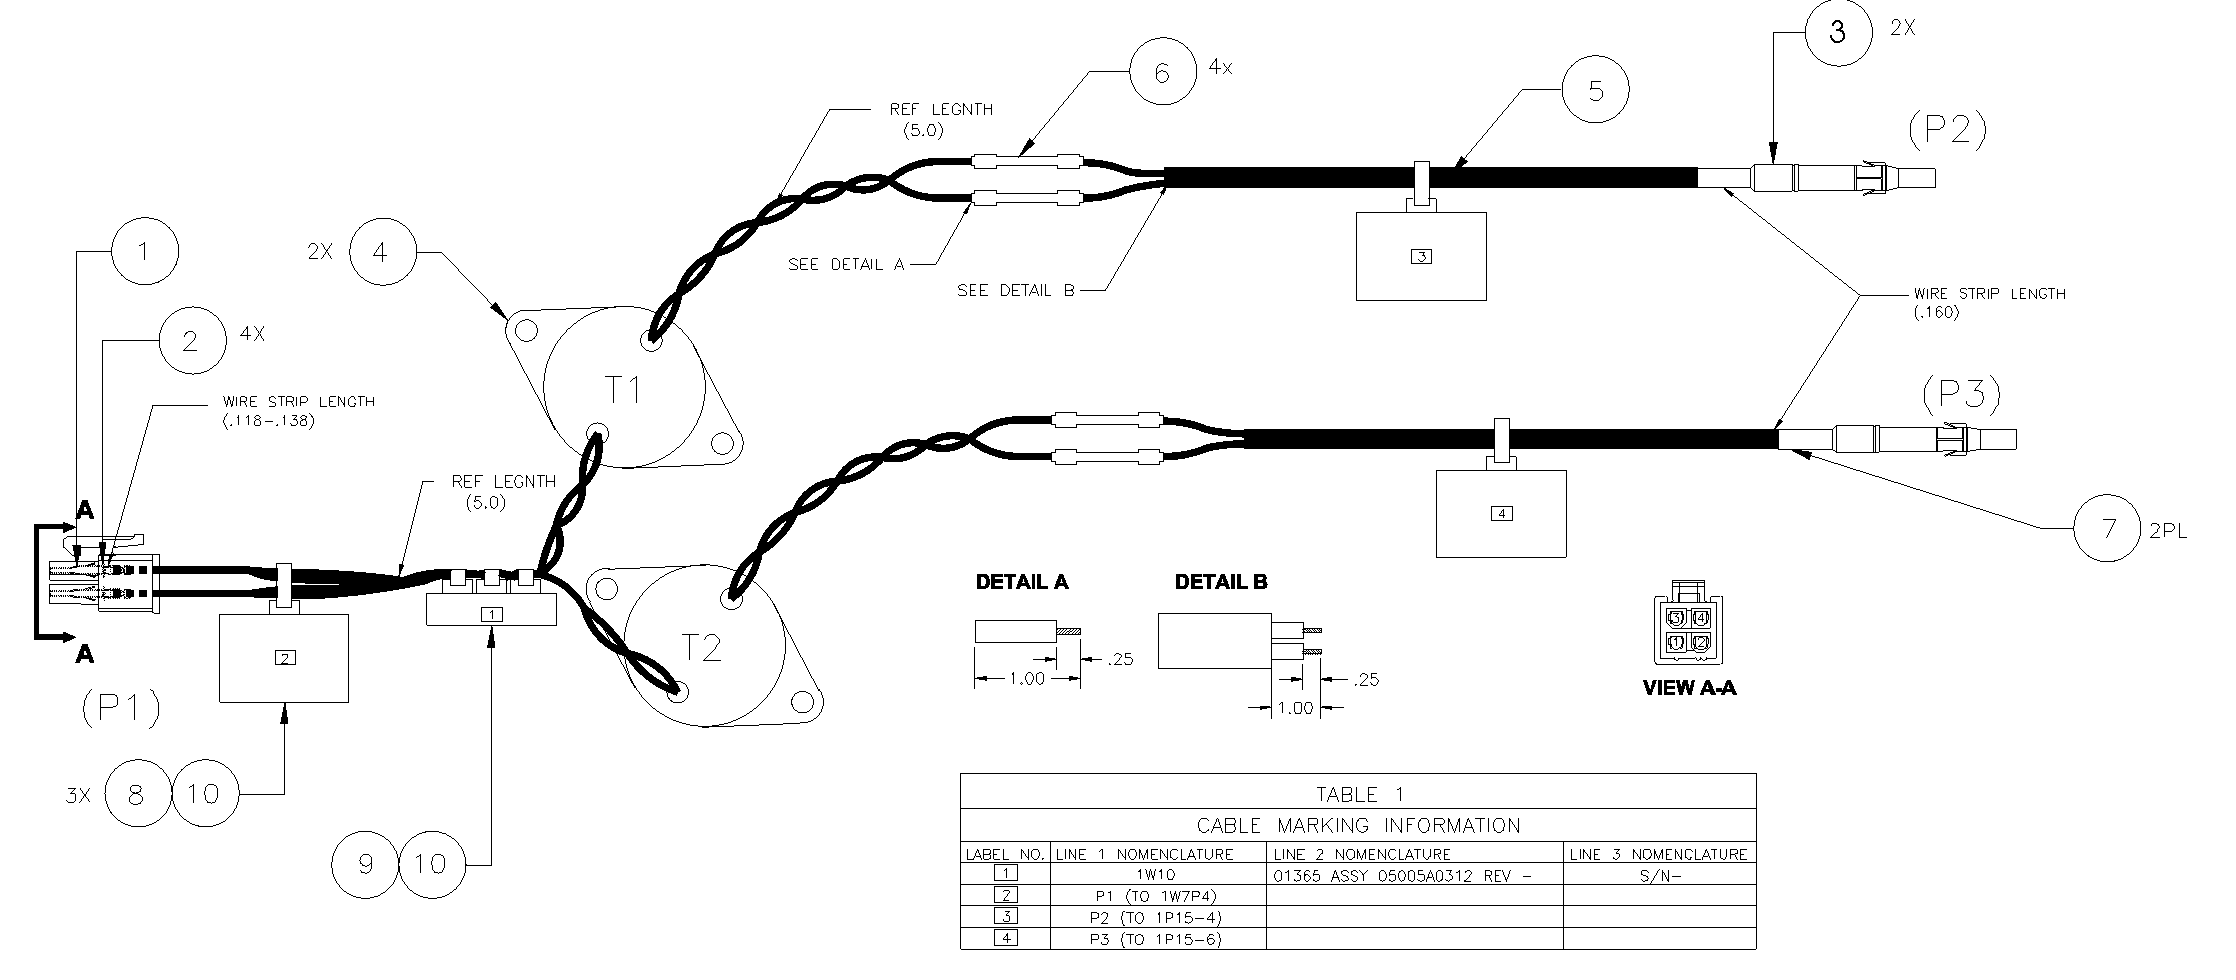 3 2X
6 4x
5
REF LEGNTH
(5.0)
(P2)
1
2X 4
SEE DETAIL A
SEE DETAIL B
3
WIRE STRIP LENGTH
(.160)
2 4X
T1
WIRE STRIP LENGTH
(.118-.138)
(P3)
REF LEGNTH
(5.0)
A
4
7 2PL
DETAIL A
DETAIL B
1
3 4
1 2
T2
A
2
.25
1.00
.25
1.00
VIEW A-A
(P1)
3X 8 10
9 10
TABLE 1
CABLE MARKING INFORMATION
LABEL NO. LINE 1 NOMENCLATURE LINE 2 NOMENCLATURE LINE 3 NOMENCLATURE
1 1W10 01365 ASSY 05005A0312 REV - S/N-
2 P1 (TO 1W7P4)
3 P2 (TO 1P15-4)
4 P3 (TO 1P15-6)